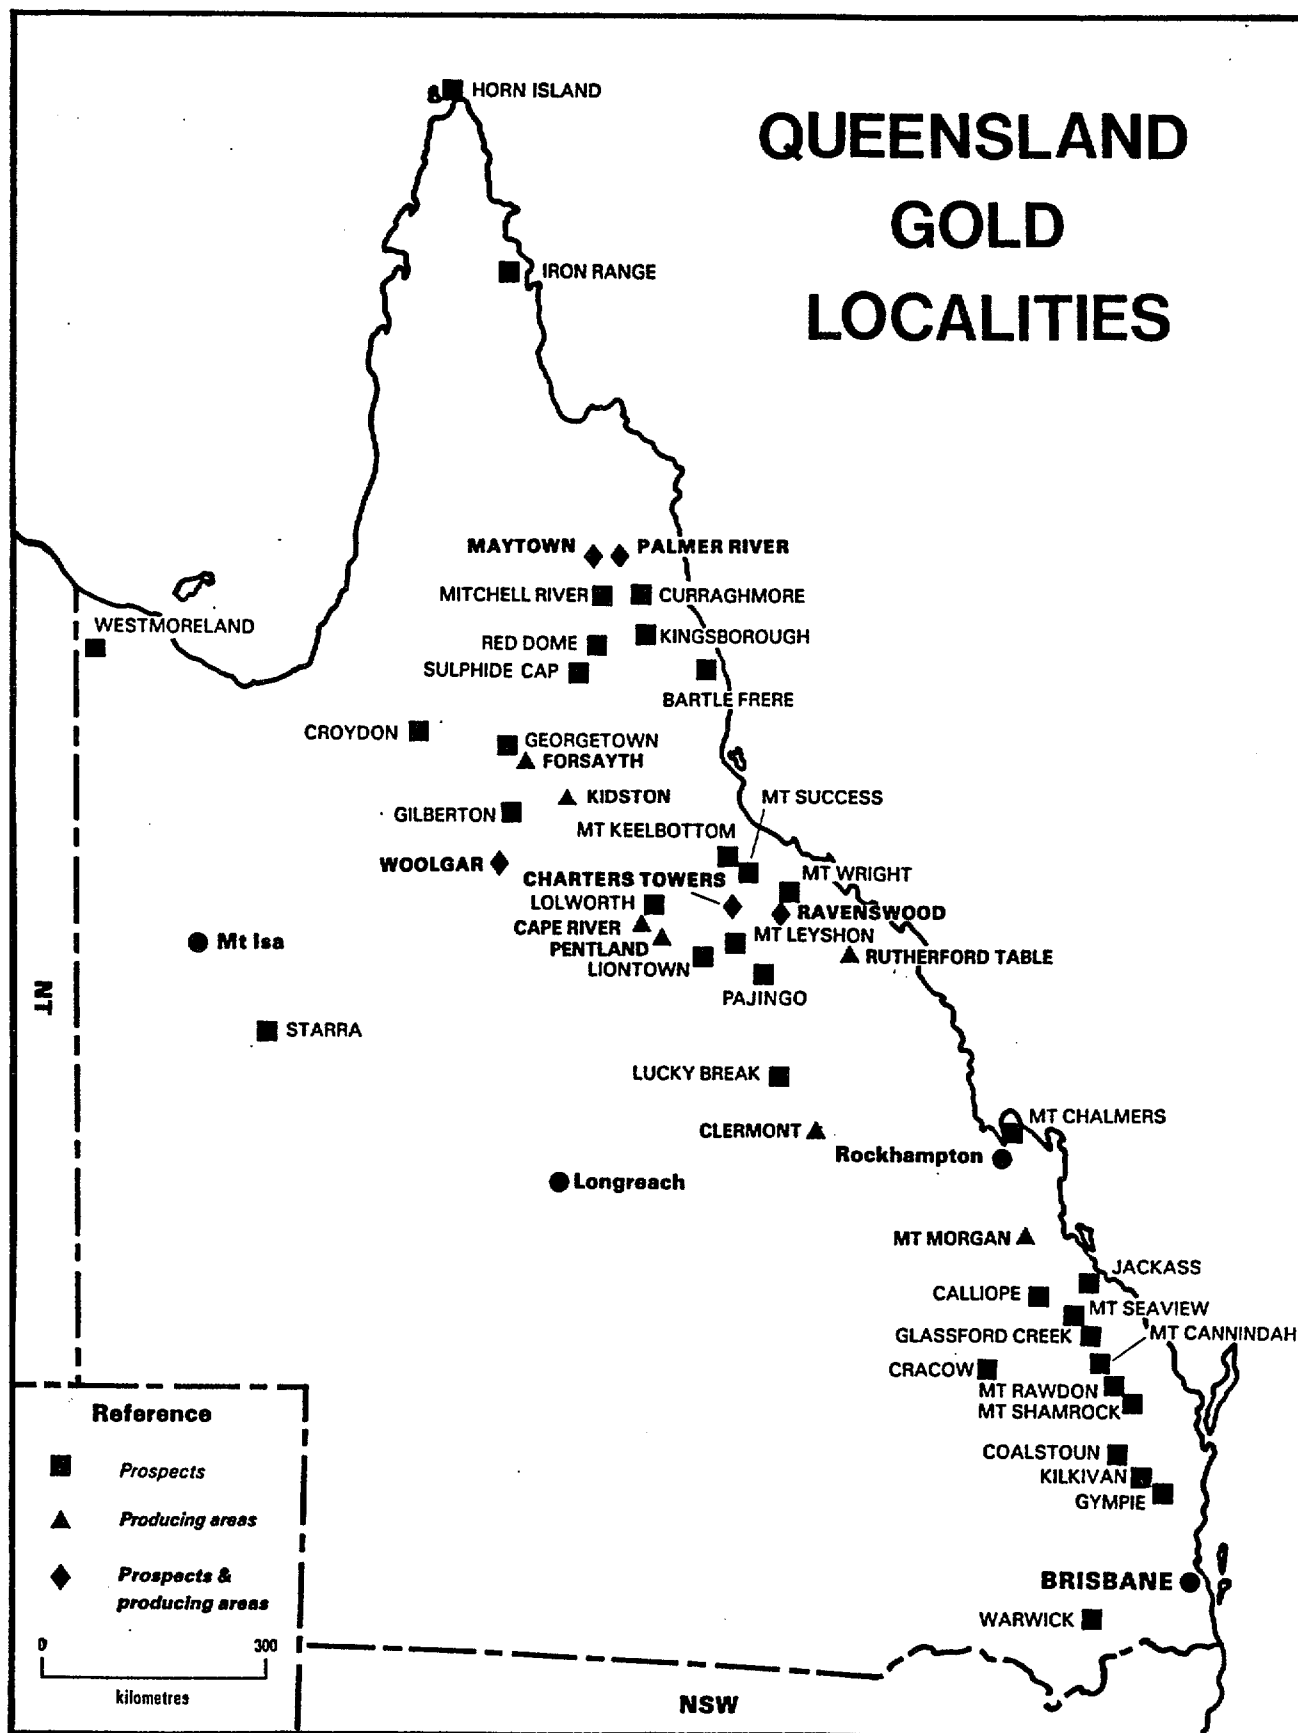 QUEENSLAND
GOLD
LOCALITIES
HORN ISLAND
IRON RANGE
MAYTOWN
PALMER RIVER
MITCHELL RIVER
CURRAGHMORE
WESTMORELAND
KINGSBOROUGH
RED DOME
SULPHIDE CAP
BARTLE FRERE
CROYDON
GEORGETOWN
FORSAYTH
KIDSTON
MT SUCCESS
GILBERTON
MT KEELBOTTOM
WOOLGAR
MT WRIGHT
CHARTERS TOWERS
LOLWORTH
RAVENSWOOD
CAPE RIVER
MT LEYSHON
PENTLAND
RUTHERFORD TABLE
LIONTOWN
PAJINGO
Mt Isa
NT
STARRA
LUCKY BREAK
MT CHALMERS
CLERMONT
Rockhampton
Longreach
MT MORGAN
JACKASS
CALLIOPE
MT SEAVIEW
GLASSFORD CREEK
MT CANNINDAH
CRACOW
MT RAWDON
MT SHAMROCK
COALSTOUN
KILKIVAN
GYMPIE
BRISBANE
WARWICK
NSW
Reference
Prospects
Producing areas
Prospects &
producing areas
0 300
kilometres